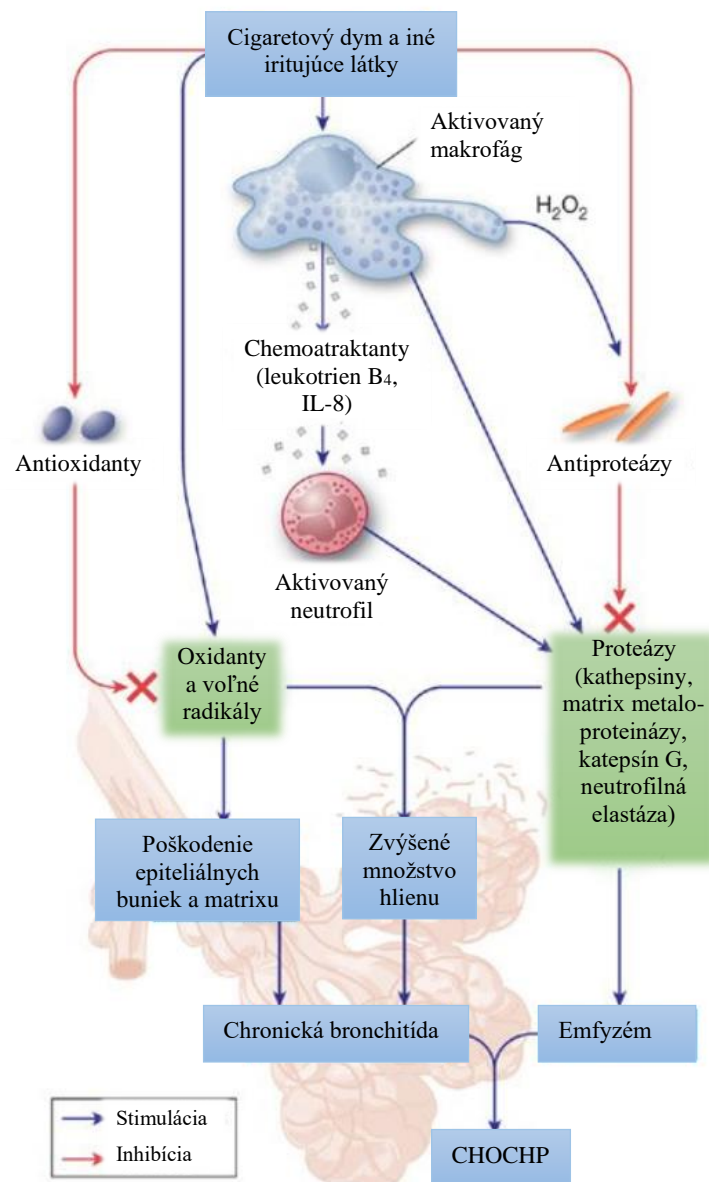 Cigaretový dym a iné
iritujúce látky
Aktivovaný
makrofág
H₂O₂
Chemoatraktanty
(leukotrien B₄,
IL-8)
Antioxidanty
Antiproteázy
Aktivovaný
neutrofil
Oxidanty
a voľné
radikály
Proteázy
(kathepsiny,
matrix metalo-
proteinázy,
katepsín G,
neutrofilná
elastáza)
Poškodenie
epiteliálnych
buniek a matrixu
Zvýšené
množstvo
hlienu
Chronická bronchitída
Emfyzém
CHOCHP
Stimulácia
Inhibícia